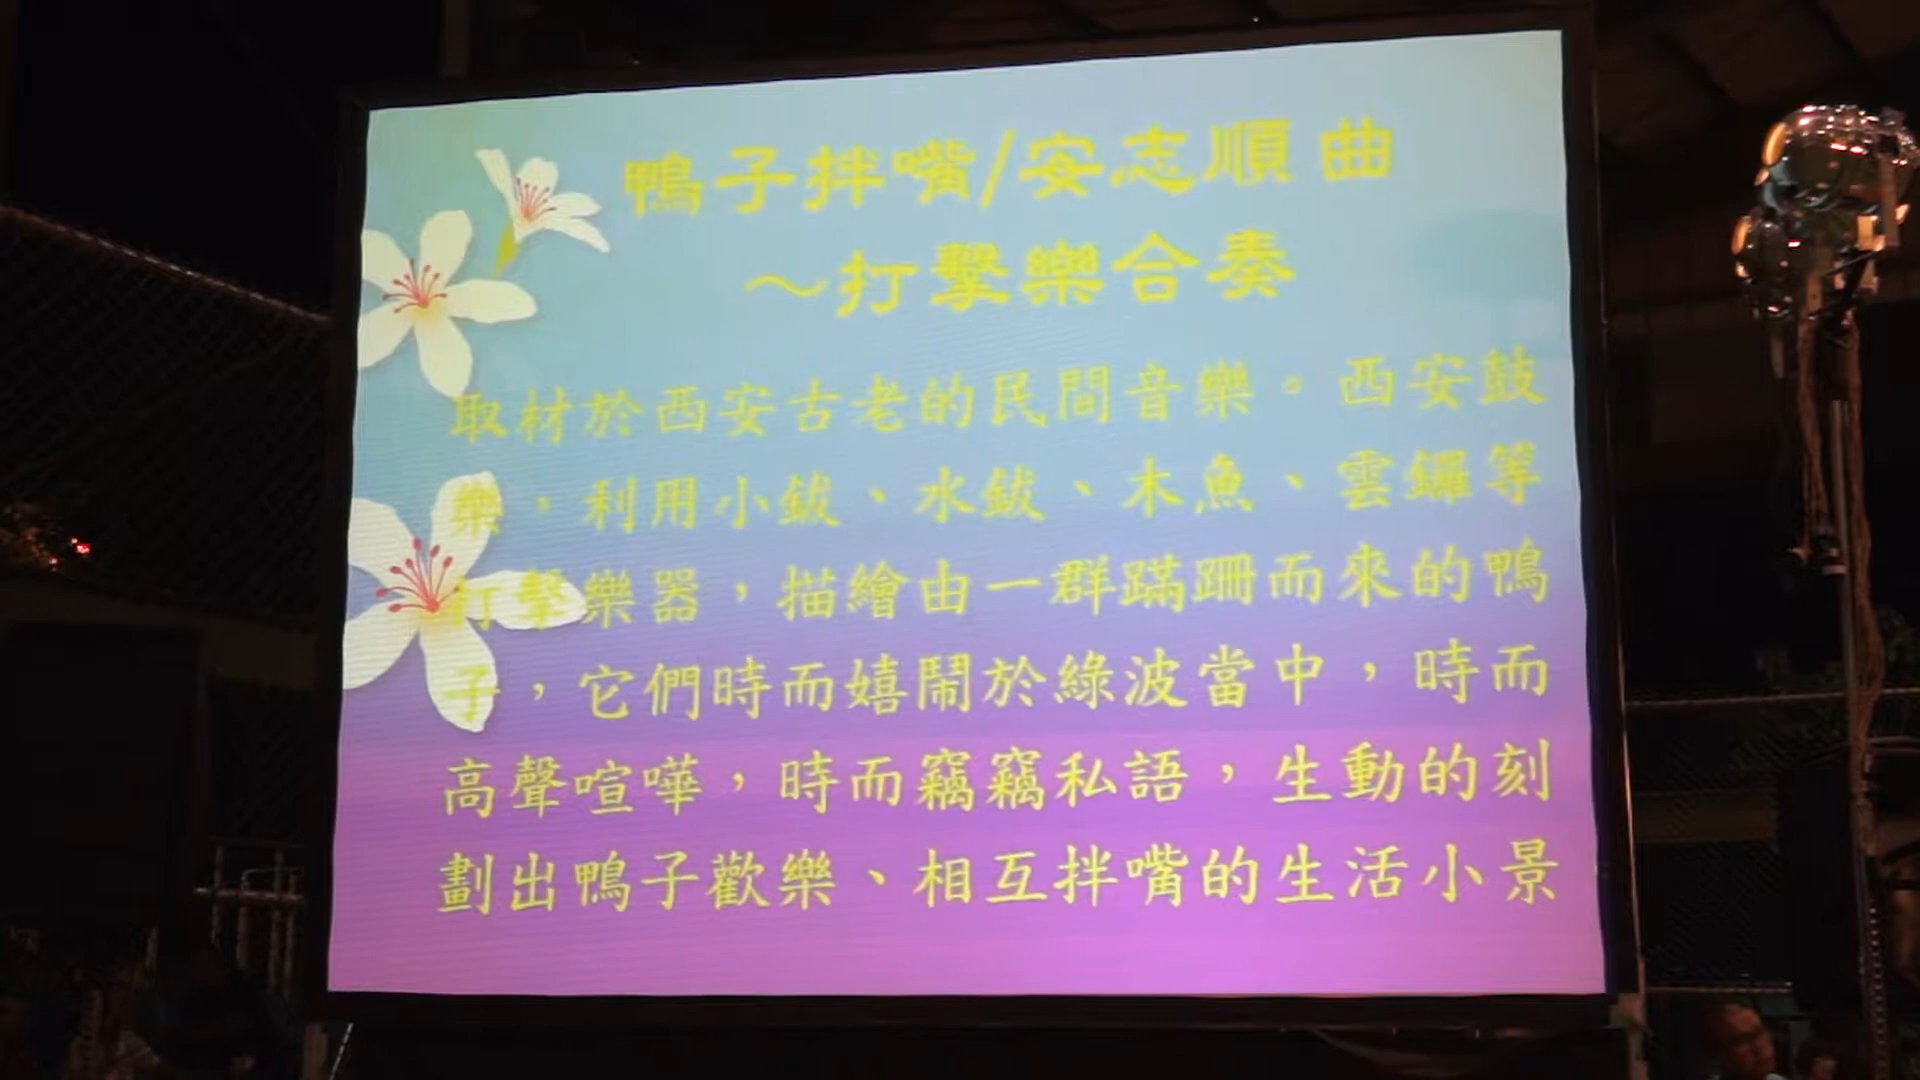 鴨子拌嘴/安志順 曲
～打擊樂合奏
取材於西安古老的民間音樂。西安鼓
樂，利用小鈸、水鈸、木魚、雲鑼等
打擊樂器，描繪由一群蹣跚而來的鴨
子，它們時而嬉鬧於綠波當中，時而
高聲喧嘩，時而竊竊私語，生動的刻
劃出鴨子歡樂、相互拌嘴的生活小景